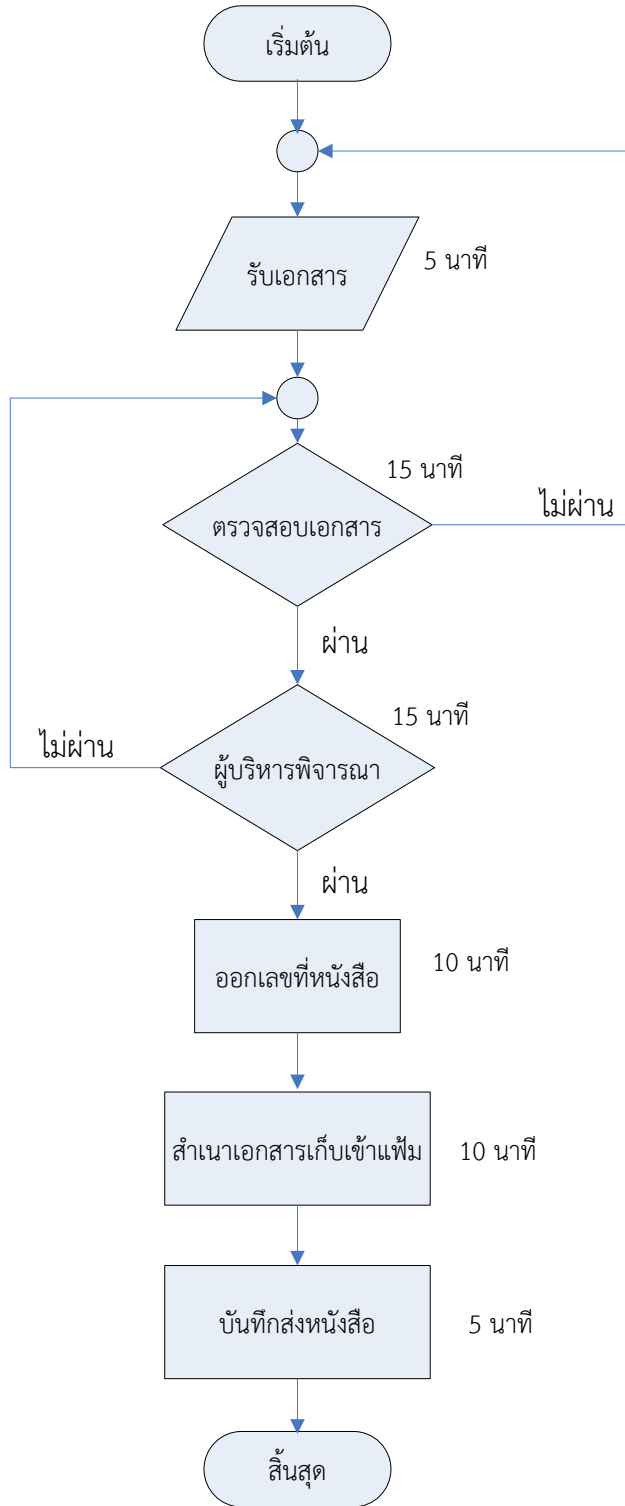 เริ่มต้น
รับเอกสาร
5 นาที
15 นาที
ตรวจสอบเอกสาร
ไม่ผ่าน
ผ่าน
15 นาที
ไม่ผ่าน
ผู้บริหารพิจารณา
ผ่าน
ออกเลขที่หนังสือ
10 นาที
สำเนาเอกสารเก็บเข้าแฟ้ม
10 นาที
บันทึกส่งหนังสือ
5 นาที
สิ้นสุด